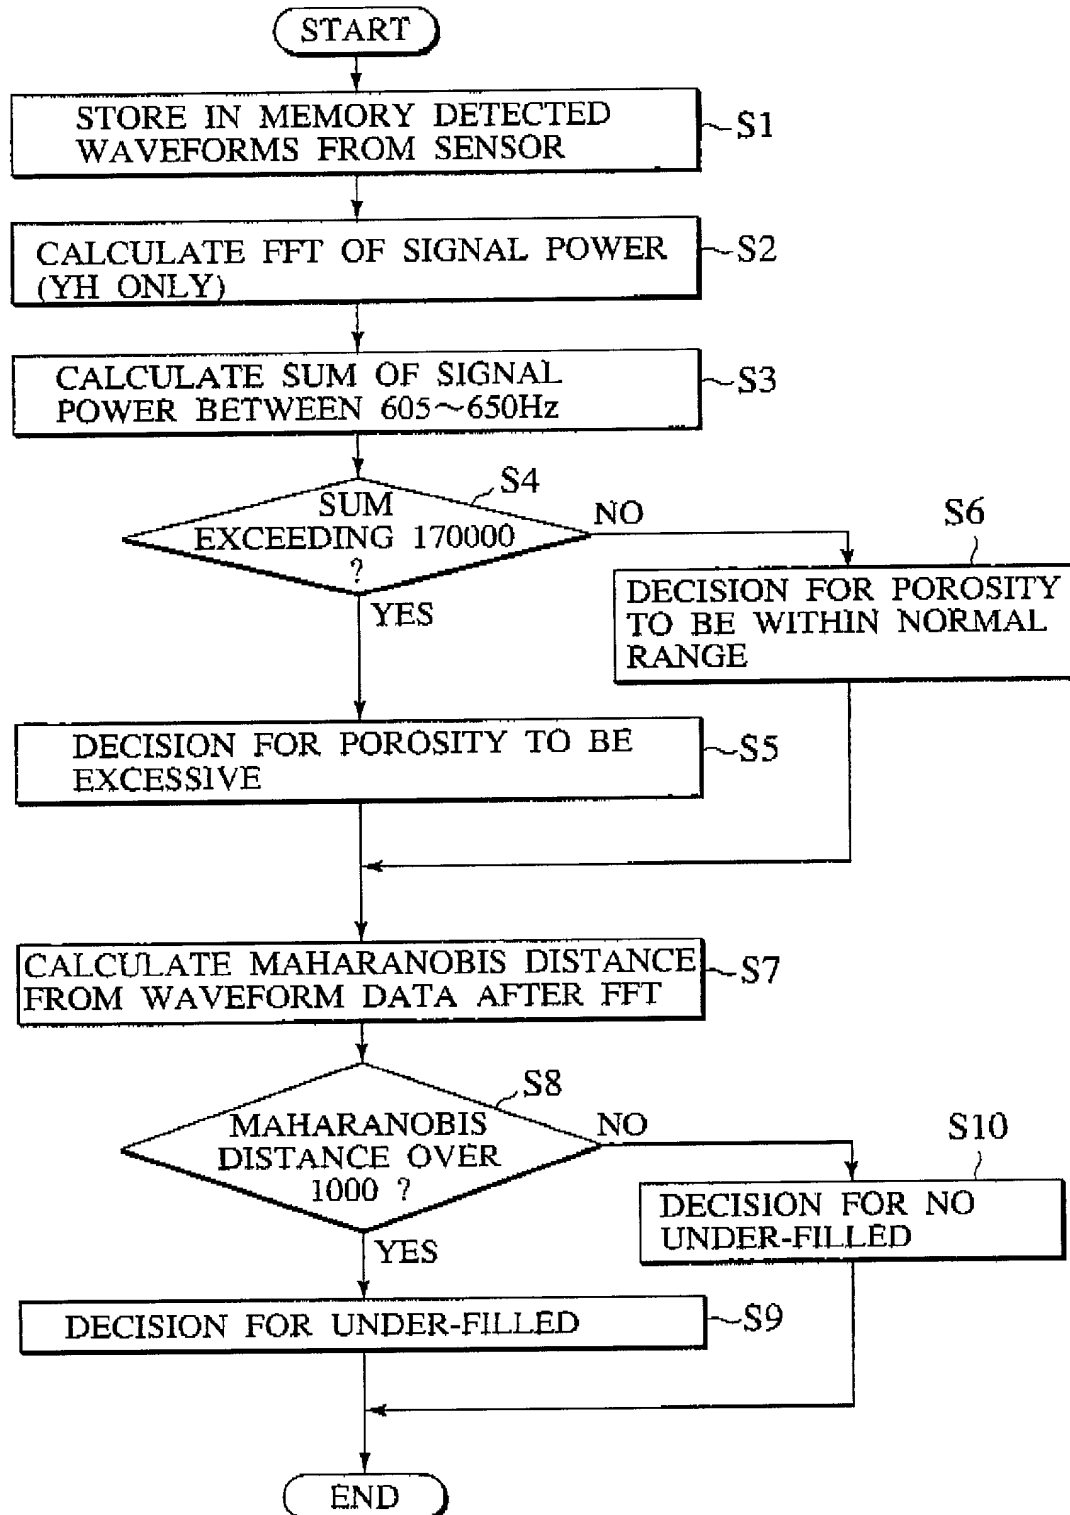 START
STORE IN MEMORY DETECTED
WAVEFORMS FROM SENSOR
S1
CALCULATE FFT OF SIGNAL POWER
(YH ONLY)
S2
CALCULATE SUM OF SIGNAL
POWER BETWEEN 605~650Hz
S3
S4
SUM
EXCEEDING 170000
?
NO
YES
S6
DECISION FOR POROSITY
TO BE WITHIN NORMAL
RANGE
DECISION FOR POROSITY TO BE
EXCESSIVE
S5
CALCULATE MAHARANOBIS DISTANCE
FROM WAVEFORM DATA AFTER FFT
S7
S8
MAHARANOBIS
DISTANCE OVER
1000 ?
NO
YES
S10
DECISION FOR NO
UNDER-FILLED
DECISION FOR UNDER-FILLED
S9
END